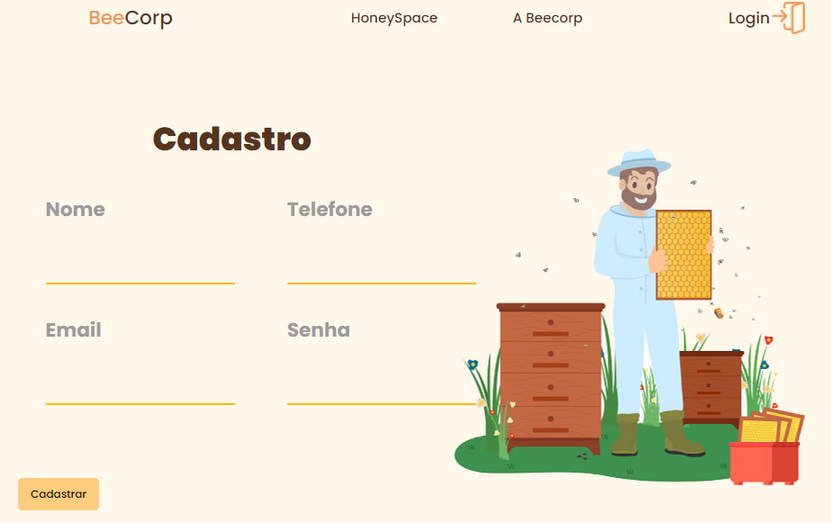 BeeCorp
HoneySpace
A Beecorp
Login
Cadastro
Nome
Telefone
Email
Senha
Cadastrar